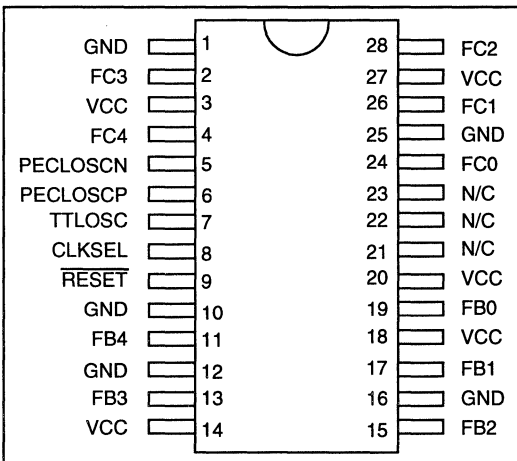 GND 1 28 FC2
FC3 2 27 VCC
VCC 3 26 FC1
FC4 4 25 GND
PECLOSCN 5 24 FC0
PECLOSCP 6 23 N/C
TTLOSC 7 22 N/C
CLKSEL 8 21 N/C
RESET 9 20 VCC
GND 10 19 FB0
FB4 11 18 VCC
GND 12 17 FB1
FB3 13 16 GND
VCC 14 15 FB2